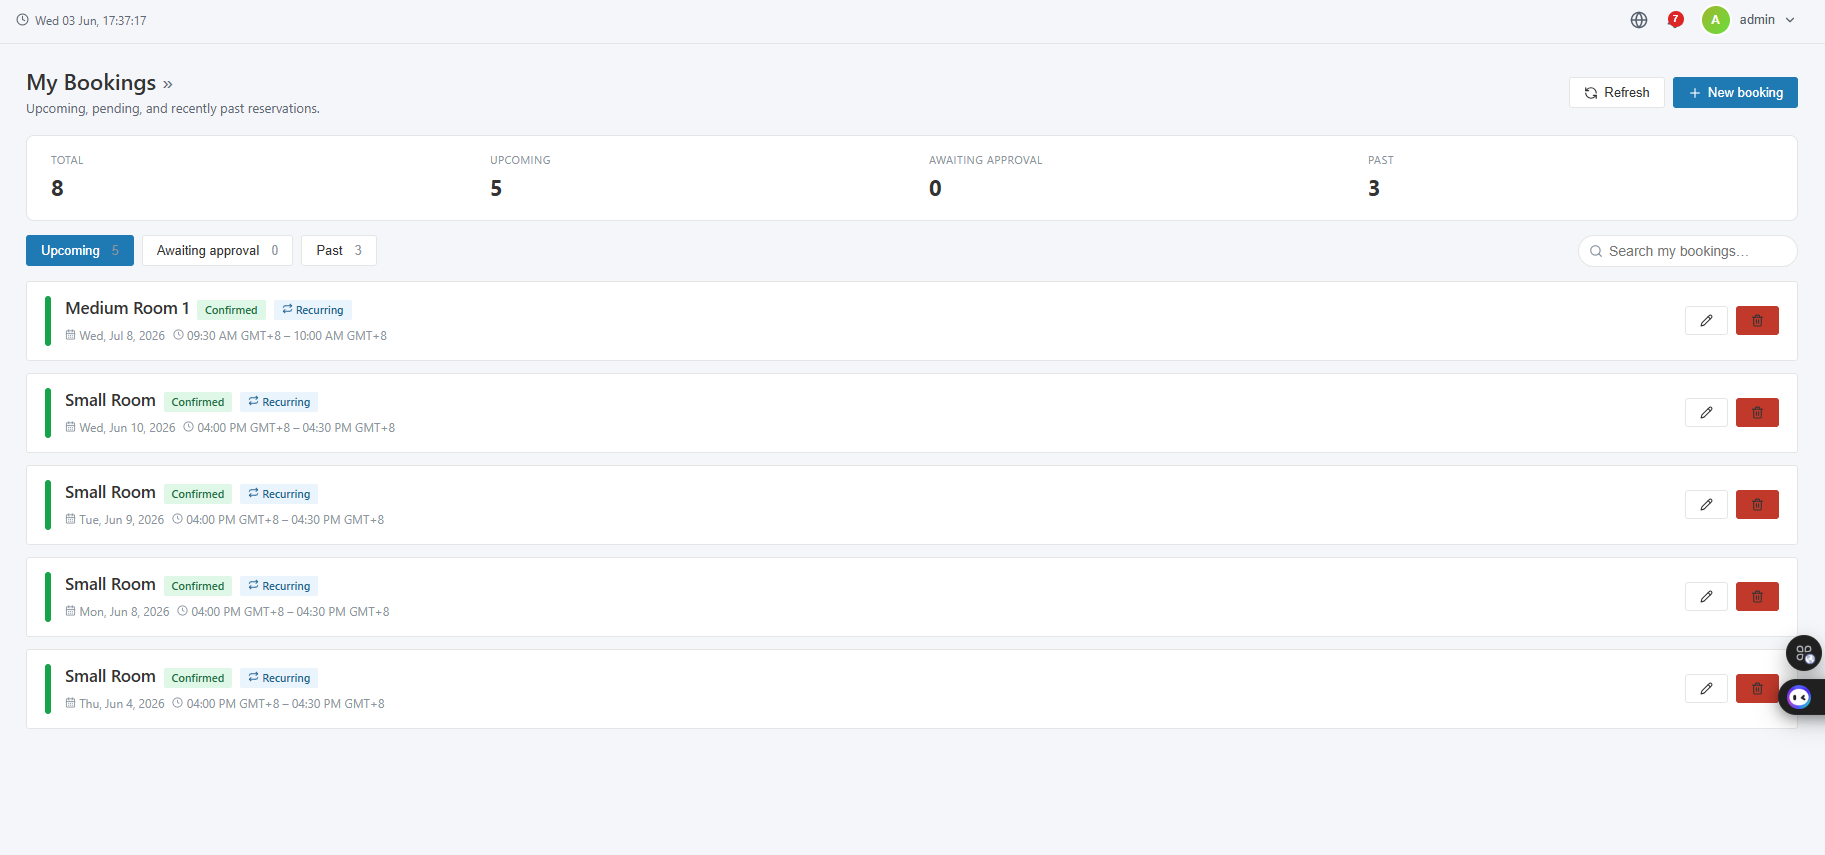 Wed 03 Jun, 17:37:17
7
A
admin
My Bookings »
Upcoming, pending, and recently past reservations.
Refresh
+ New booking
TOTAL
8
UPCOMING
5
AWAITING APPROVAL
0
PAST
3
Upcoming 5
Awaiting approval 0
Past 3
Search my bookings…
Medium Room 1 Confirmed Recurring
Wed, Jul 8, 2026 09:30 AM GMT+8 – 10:00 AM GMT+8
Small Room Confirmed Recurring
Wed, Jun 10, 2026 04:00 PM GMT+8 – 04:30 PM GMT+8
Small Room Confirmed Recurring
Tue, Jun 9, 2026 04:00 PM GMT+8 – 04:30 PM GMT+8
Small Room Confirmed Recurring
Mon, Jun 8, 2026 04:00 PM GMT+8 – 04:30 PM GMT+8
Small Room Confirmed Recurring
Thu, Jun 4, 2026 04:00 PM GMT+8 – 04:30 PM GMT+8